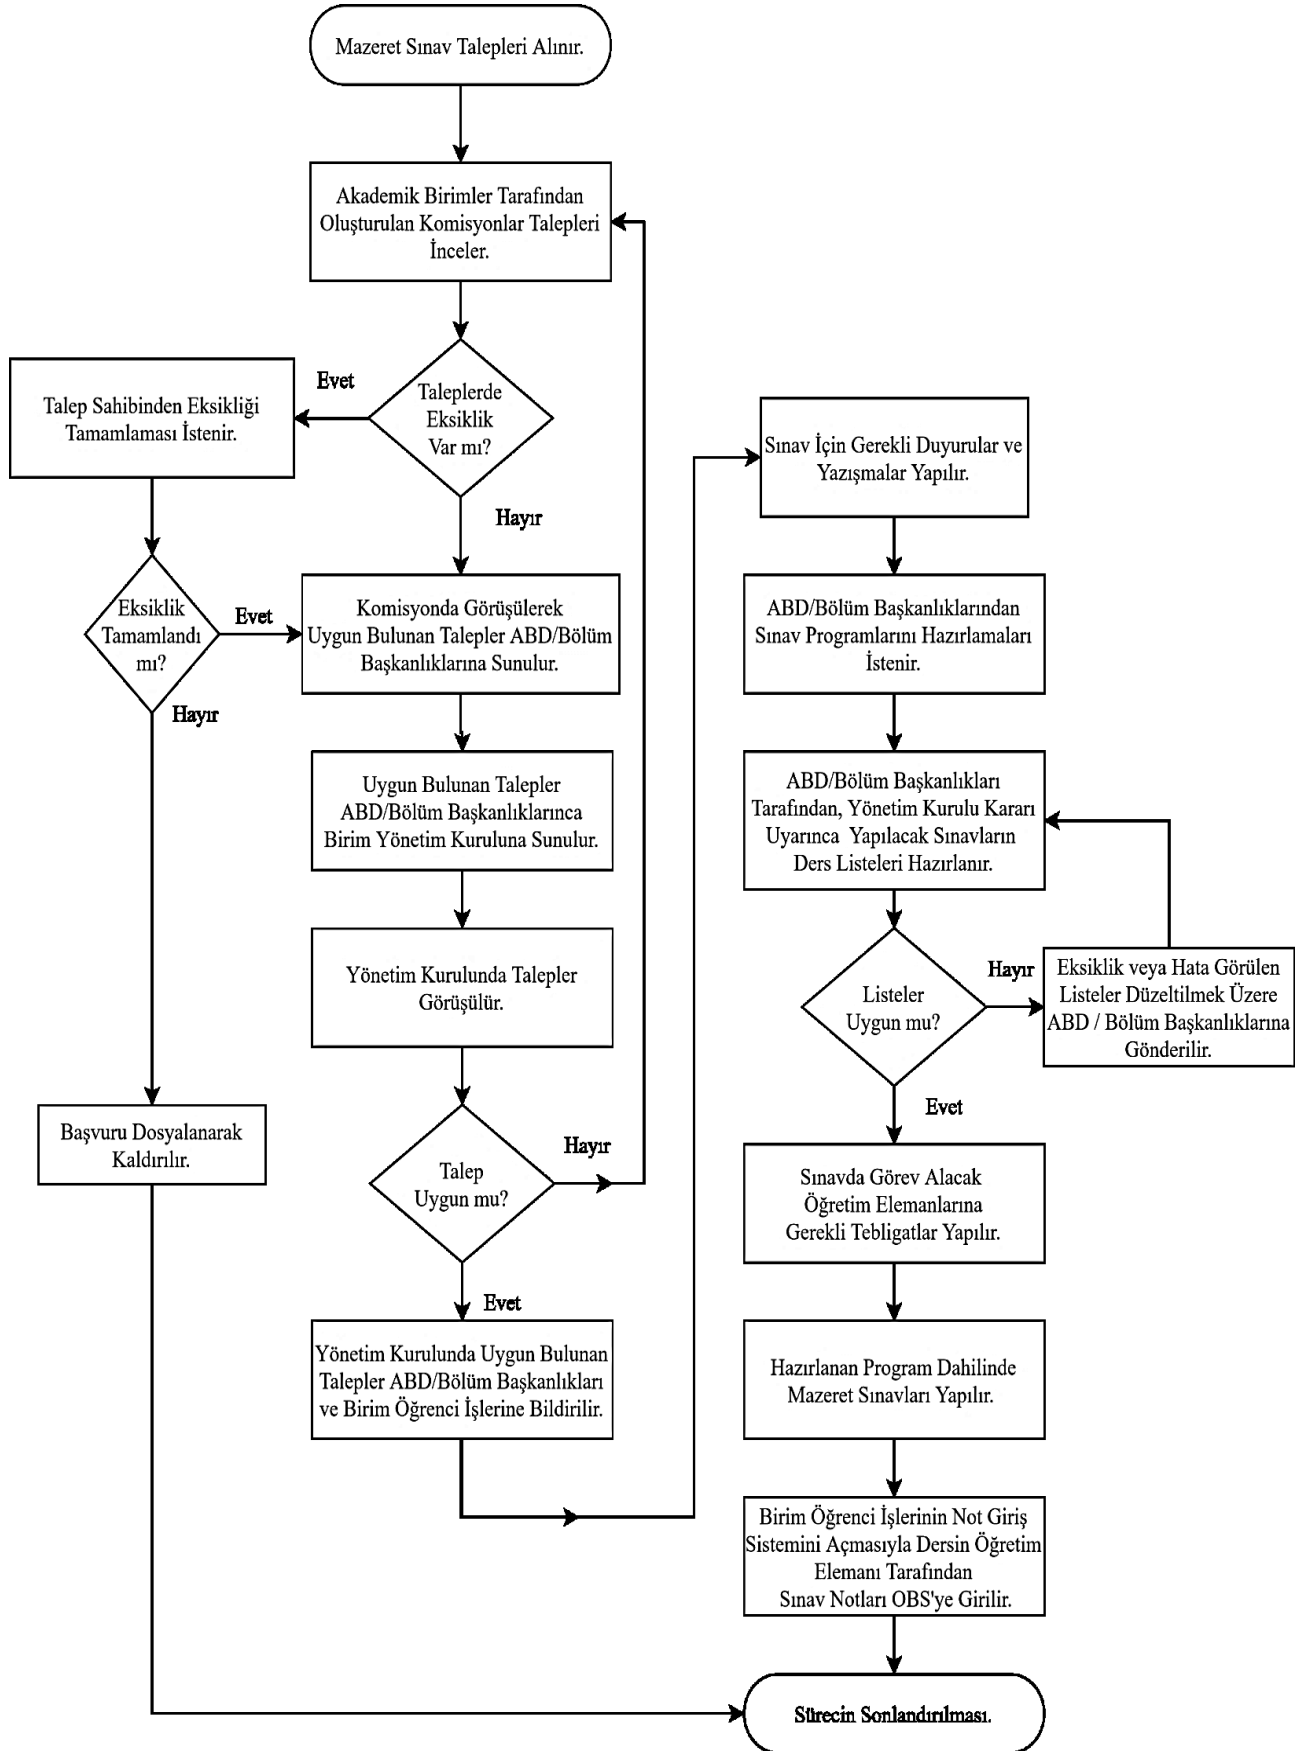 Mazeret Sınav Talepleri Alınır.
Akademik Birimler Tarafından
Oluşturulan Komisyonlar Talepleri
İnceler.
Taleplerde
Eksiklik
Var mı?
Evet
Hayır
Talep Sahibinden Eksikliği
Tamamlaması İstenir.
Eksiklik
Tamamlandı
mı?
Evet
Hayır
Komisyonda Görüşülerek
Uygun Bulunan Talepler ABD/Bölüm
Başkanlıklarına Sunulur.
Uygun Bulunan Talepler
ABD/Bölüm Başkanlıklarınca
Birim Yönetim Kuruluna Sunulur.
Yönetim Kurulunda Talepler
Görüşülür.
Başvuru Dosyalanarak
Kaldırılır.
Talep
Uygun mu?
Hayır
Evet
Yönetim Kurulunda Uygun Bulunan
Talepler ABD/Bölüm Başkanlıkları
ve Birim Öğrenci İşlerine Bildirilir.
Sınav İçin Gerekli Duyurular ve
Yazışmalar Yapılır.
ABD/Bölüm Başkanlıklarından
Sınav Programlarını Hazırlamaları
İstenir.
ABD/Bölüm Başkanlıkları
Tarafından, Yönetim Kurulu Kararı
Uyarınca Yapılacak Sınavların
Ders Listeleri Hazırlanır.
Listeler
Uygun mu?
Hayır
Eksiklik veya Hata Görülen
Listeler Düzeltilmek Üzere
ABD / Bölüm Başkanlıklarına
Gönderilir.
Evet
Sınavda Görev Alacak
Öğretim Elemanlarına
Gerekli Tebligatlar Yapılır.
Hazırlanan Program Dahilinde
Mazeret Sınavları Yapılır.
Birim Öğrenci İşlerinin Not Giriş
Sistemini Açmasıyla Dersin Öğretim
Elemanı Tarafından
Sınav Notları OBS'ye Girilir.
Sürecin Sonlandırılması.